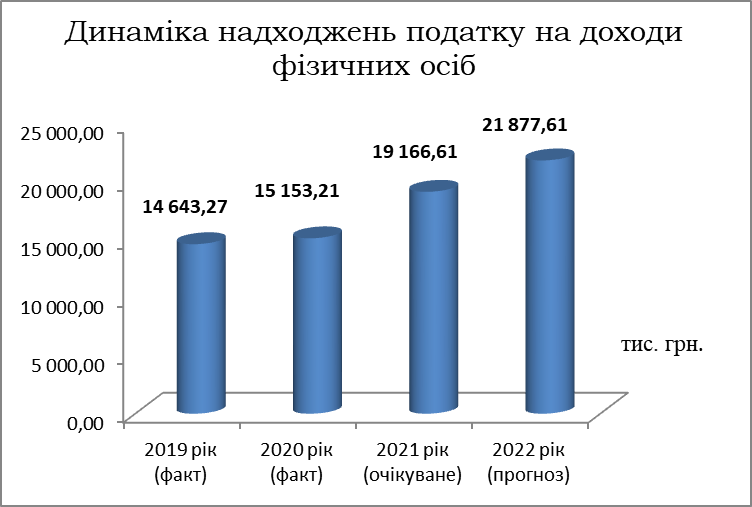 Динаміка надходжень податку на доходи
фізичних осіб
25 000,00
20 000,00
15 000,00
10 000,00
5 000,00
0,00
14 643,27
15 153,21
19 166,61
21 877,61
тис. грн.
2019 рік
(факт)
2020 рік
(факт)
2021 рік
(очікуване)
2022 рік
(прогноз)